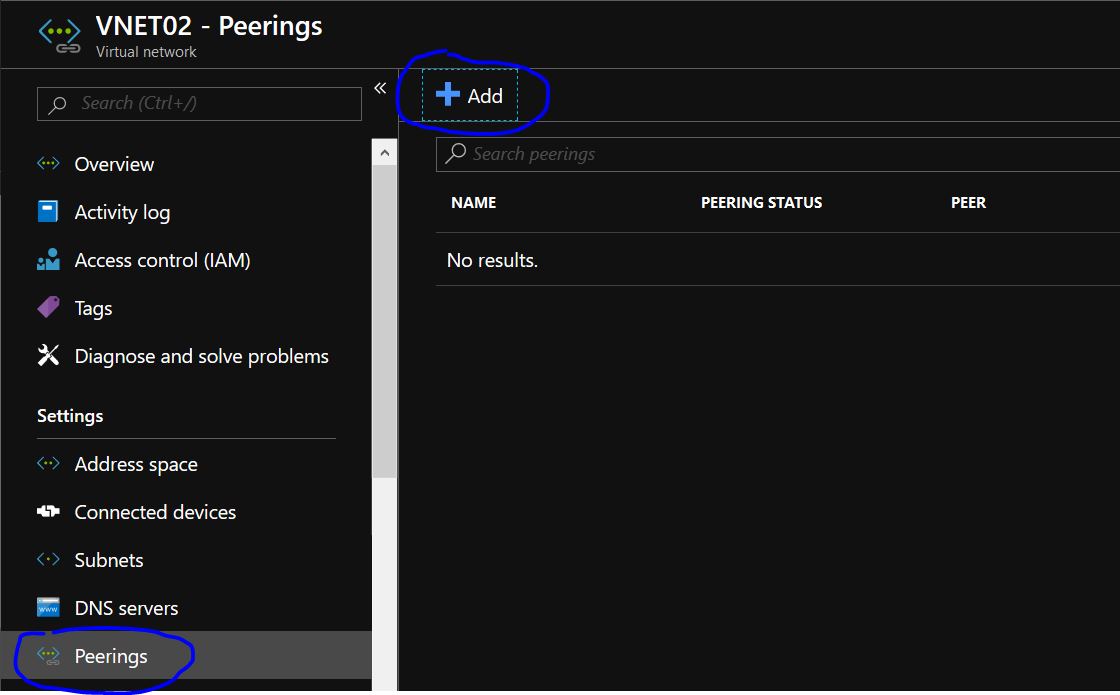 VNET02 - Peerings
Virtual network
Search (Ctrl+/)
«
Overview
Activity log
Access control (IAM)
Tags
Diagnose and solve problems
Settings
Address space
Connected devices
Subnets
www
DNS servers
Peerings
+ Add
Search peerings
NAME PEERING STATUS PEER
No results.